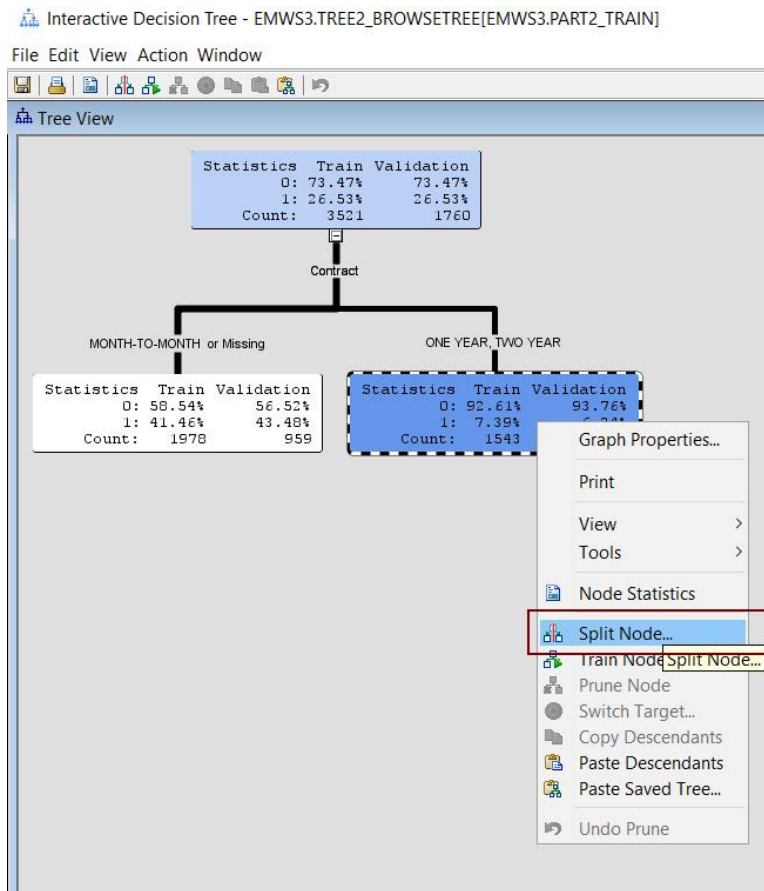 Interactive Decision Tree - EMWS3.TREE2_BROWSETREE[EMWS3.PART2_TRAIN]
File Edit View Action Window
Tree View
Statistics Train Validation
0: 73.47% 73.47%
1: 26.53% 26.53%
Count: 3521 1760
Contract
MONTH-TO-MONTH or Missing
ONE YEAR, TWO YEAR
Statistics Train Validation
0: 58.54% 56.52%
1: 41.46% 43.48%
Count: 1978 959
Statistics Train Validation
0: 92.61% 93.76%
1: 7.39%
Count: 1543
Graph Properties...
Print
View
Tools
Node Statistics
Split Node...
Train Node
Split Node...
Prune Node
Switch Target...
Copy Descendants
Paste Descendants
Paste Saved Tree...
Undo Prune